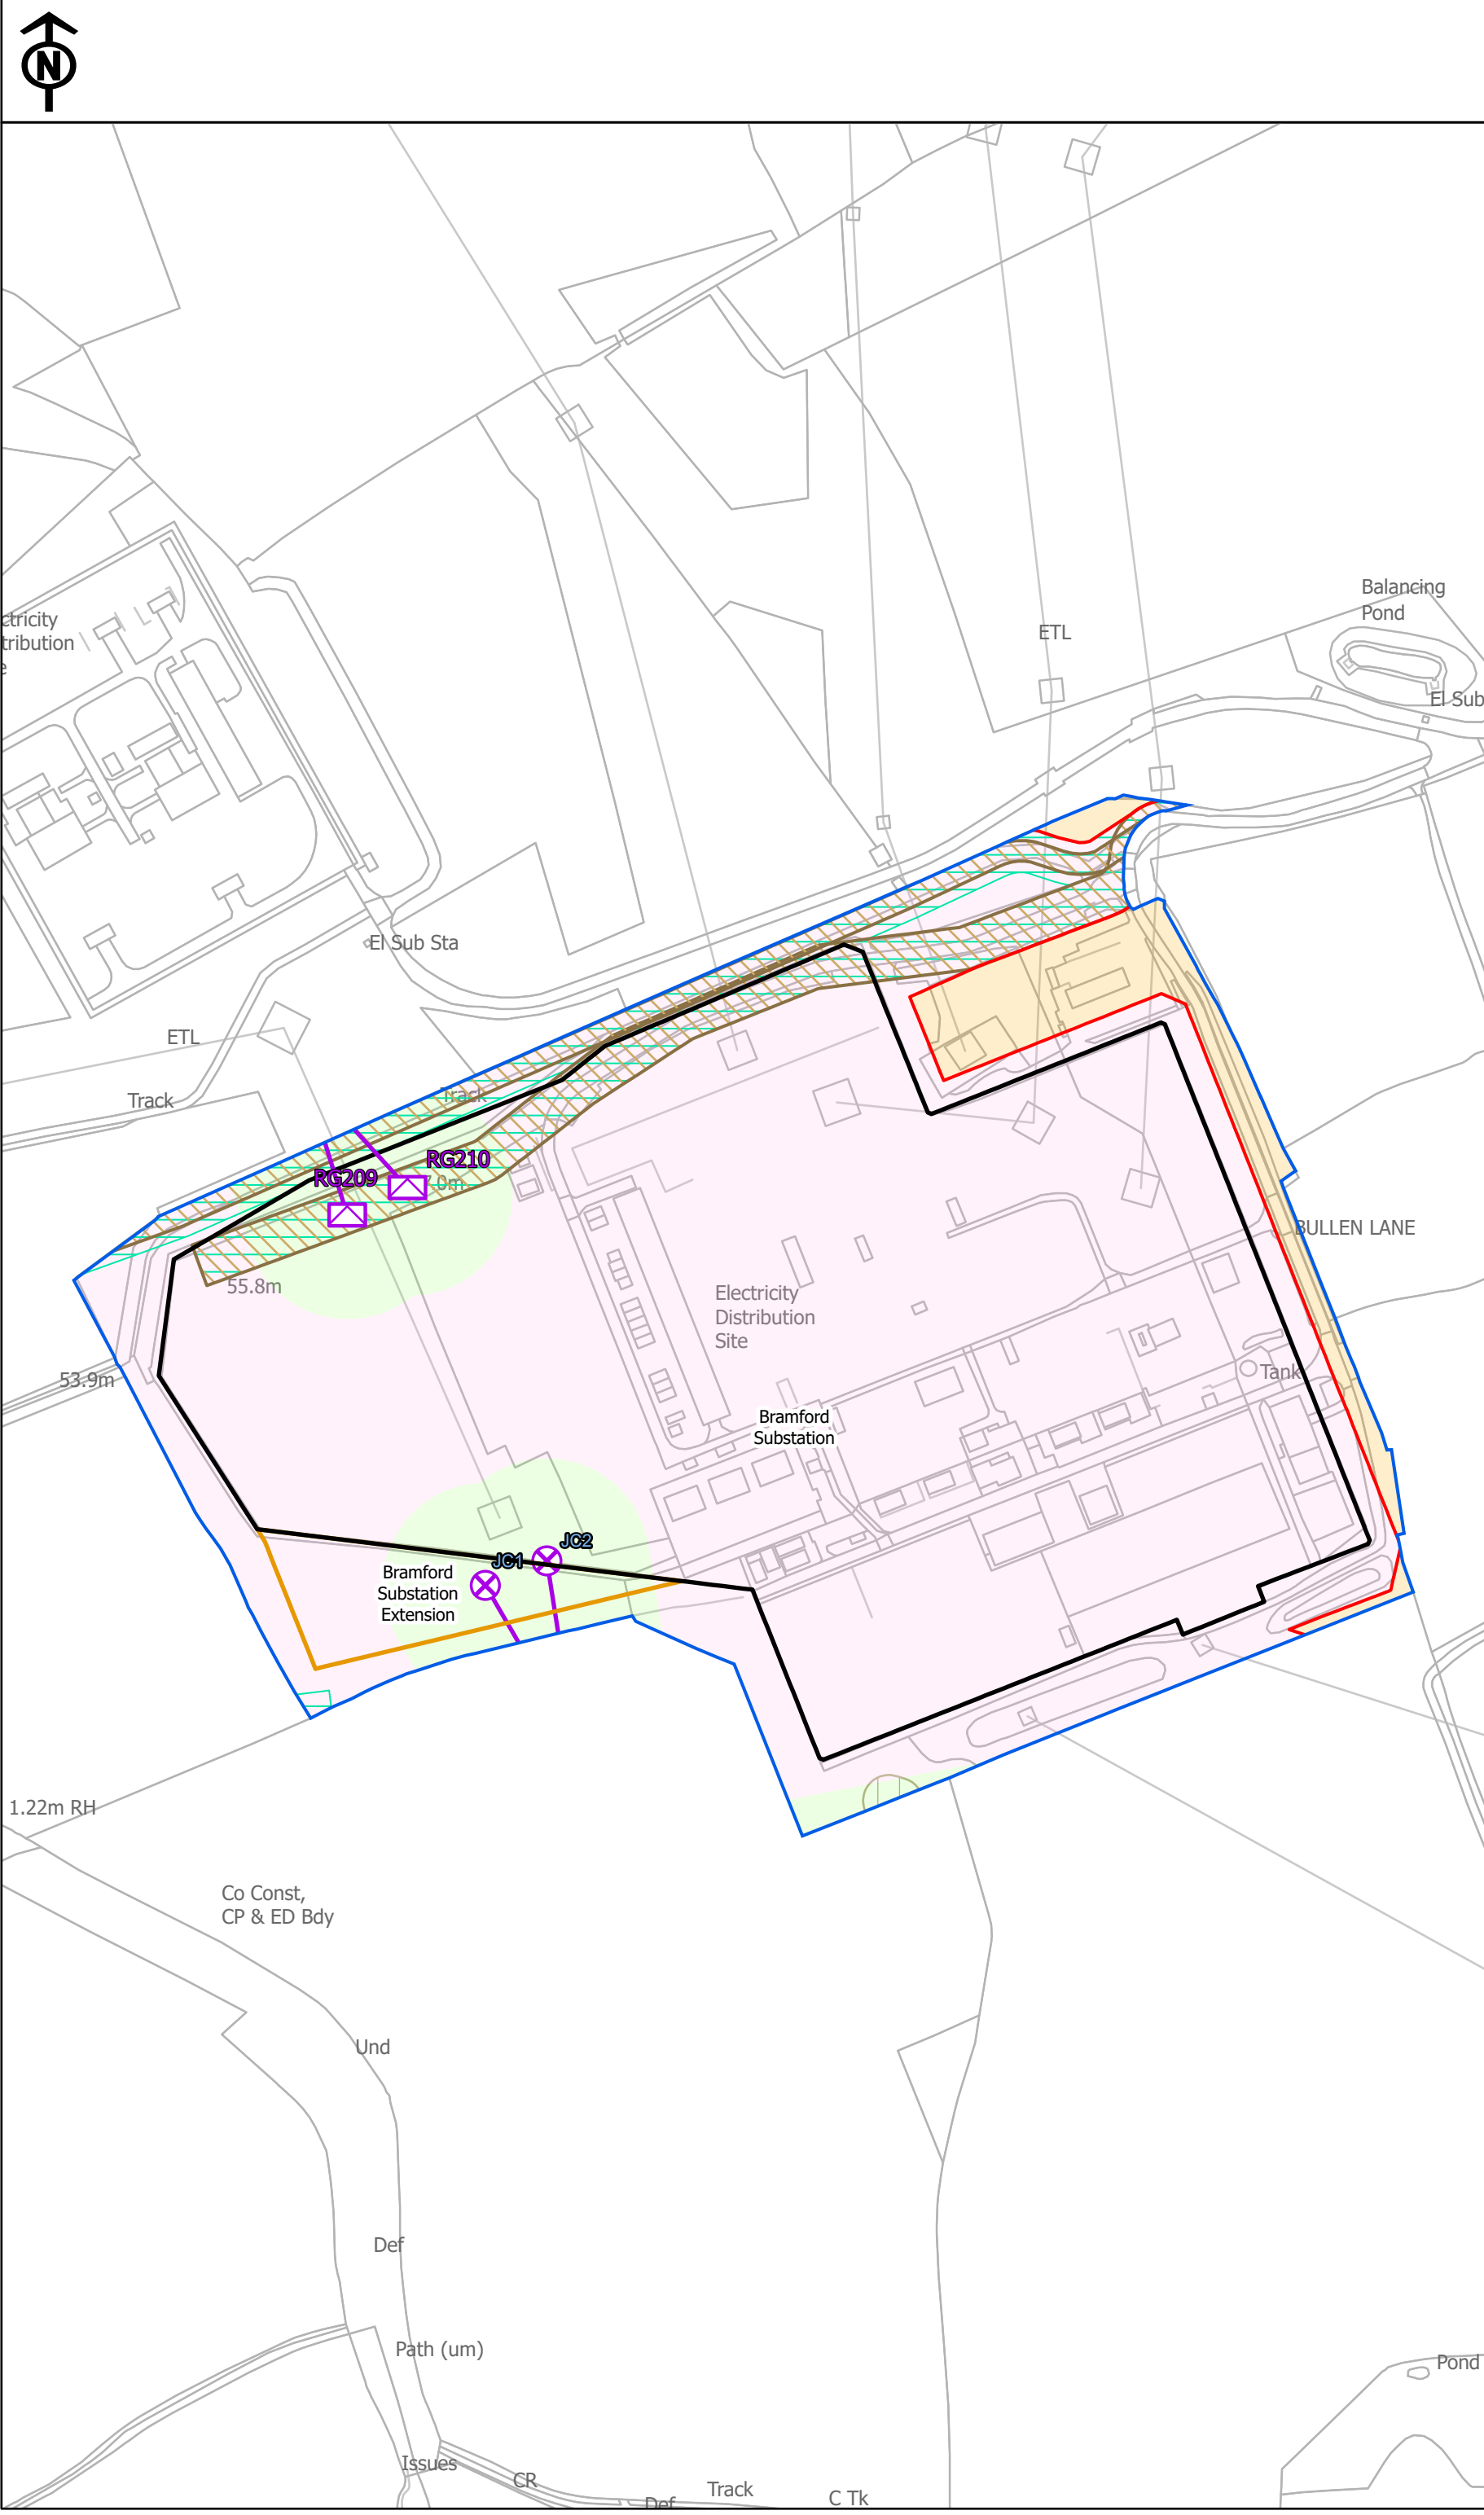 N
Balancing
Pond
ctricity
tribution
e
ETL
El Sub
El Sub Sta
ETL
Track
Track
RG210
RG209
7.0m
55.8m
BULLEN LANE
Electricity
Distribution
Site
53.9m
Tank
Bramford
Substation
JC2
JC1
Bramford
Substation
Extension
1.22m RH
Co Const,
CP & ED Bdy
Und
Def
Path (um)
Pond
Issues
CR
Track
C Tk
Def